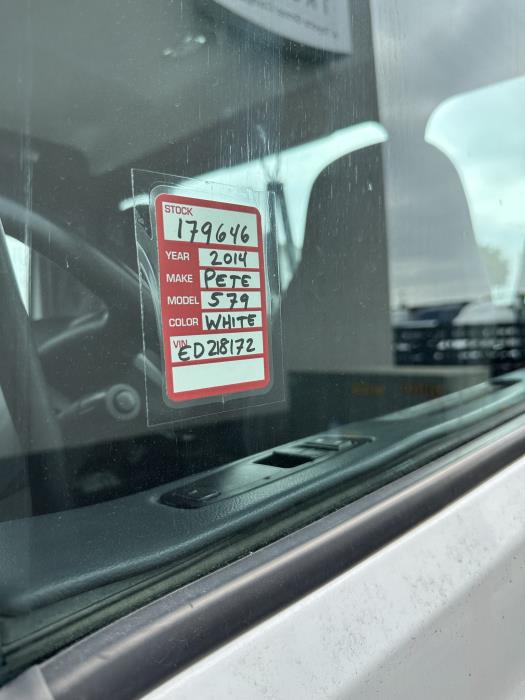 STOCK
179646
YEAR 2014
MAKE PETE
MODEL 579
COLOR WHITE
VIN ED218172